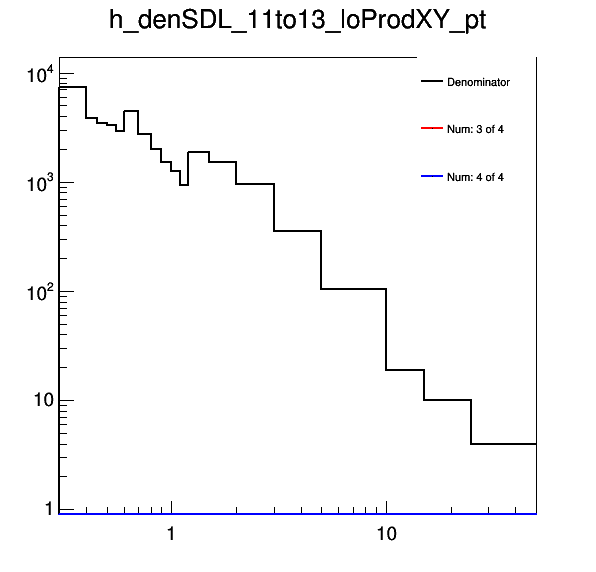 h_denSDL_11to13_loProdXY_pt
10^4
Denominator
Num: 3 of 4
10^3
Num: 4 of 4
10^2
10
1
1 10